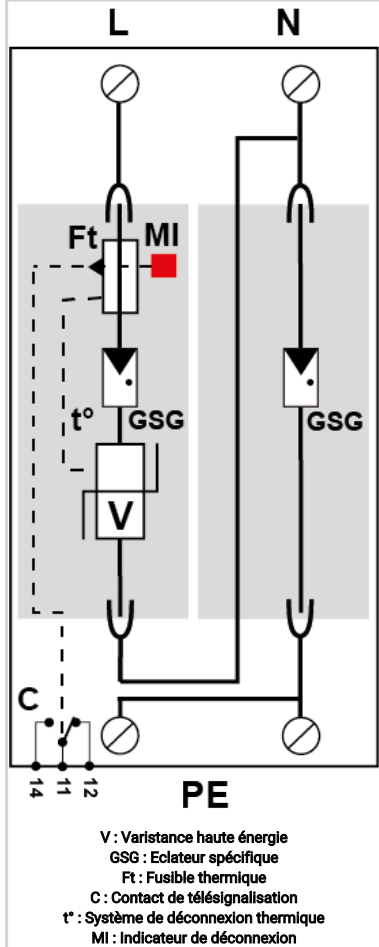 L N
Ft MI
t° GSG GSG
V
C
14 11 12
PE
V : Varistance haute énergie
GSG : Eclateur spécifique
Ft : Fusible thermique
C : Contact de télésignalisation
t° : Système de déconnexion thermique
MI : Indicateur de déconnexion